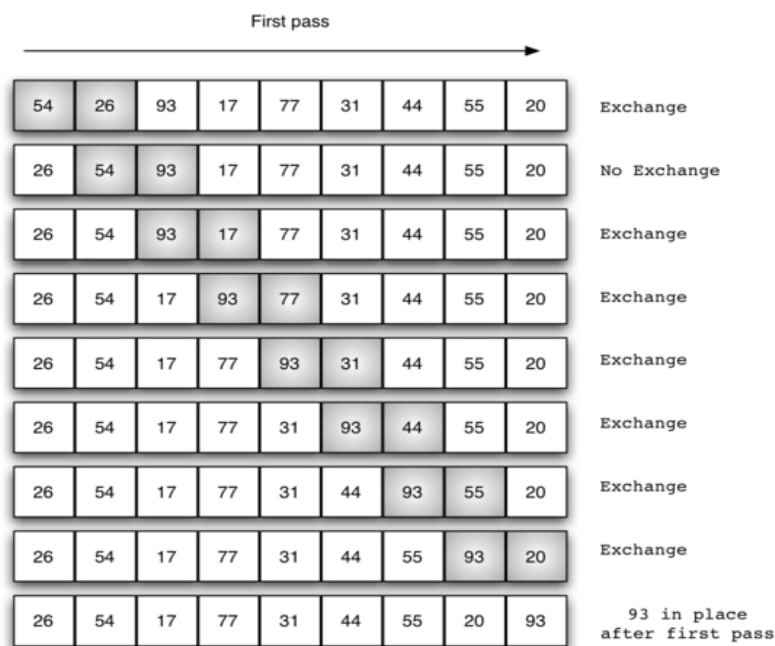 First pass
54 26 93 17 77 31 44 55 20 Exchange
26 54 93 17 77 31 44 55 20 No Exchange
26 54 93 17 77 31 44 55 20 Exchange
26 54 17 93 77 31 44 55 20 Exchange
26 54 17 77 93 31 44 55 20 Exchange
26 54 17 77 31 93 44 55 20 Exchange
26 54 17 77 31 44 93 55 20 Exchange
26 54 17 77 31 44 55 93 20 Exchange
26 54 17 77 31 44 55 20 93 93 in place
after first pass